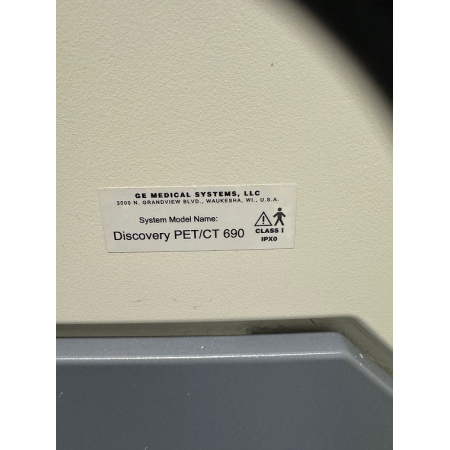 GE MEDICAL SYSTEMS, LLC
3000 N. GRANDVIEW BLVD., WAUKESHA, WI., U.S.A.
System Model Name:
Discovery PET/CT 690
CLASS I
IPX0